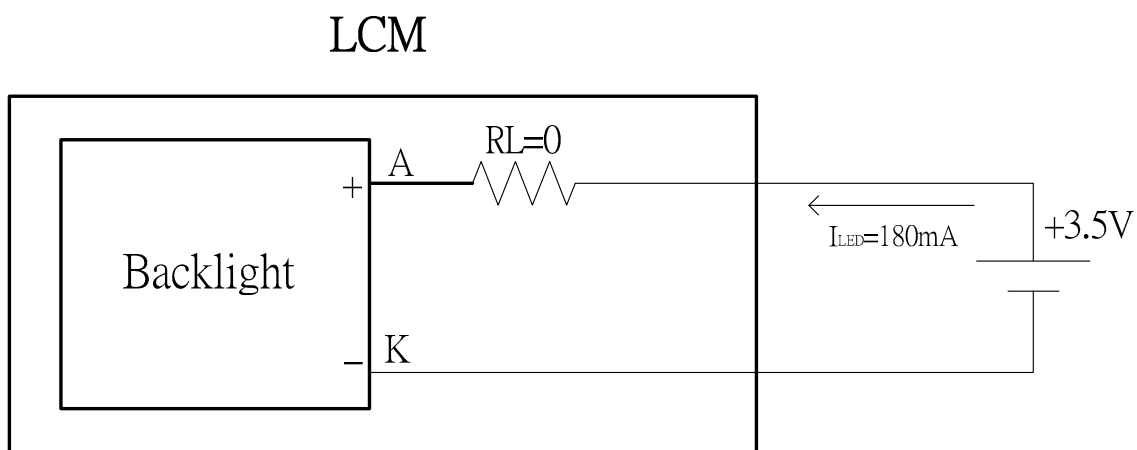 LCM
RL=0
A
+
+3.5V
ILED=180mA
Backlight
K
−